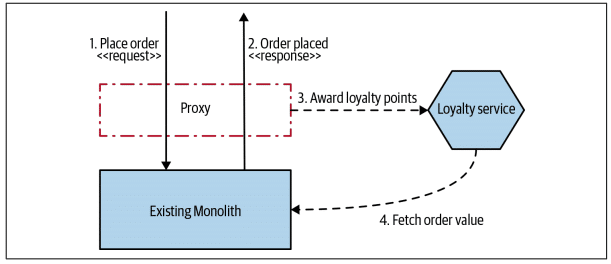 1. Place order
<<request>>
2. Order placed
<<response>>
Proxy
3. Award loyalty points
Loyalty service
Existing Monolith
4. Fetch order value